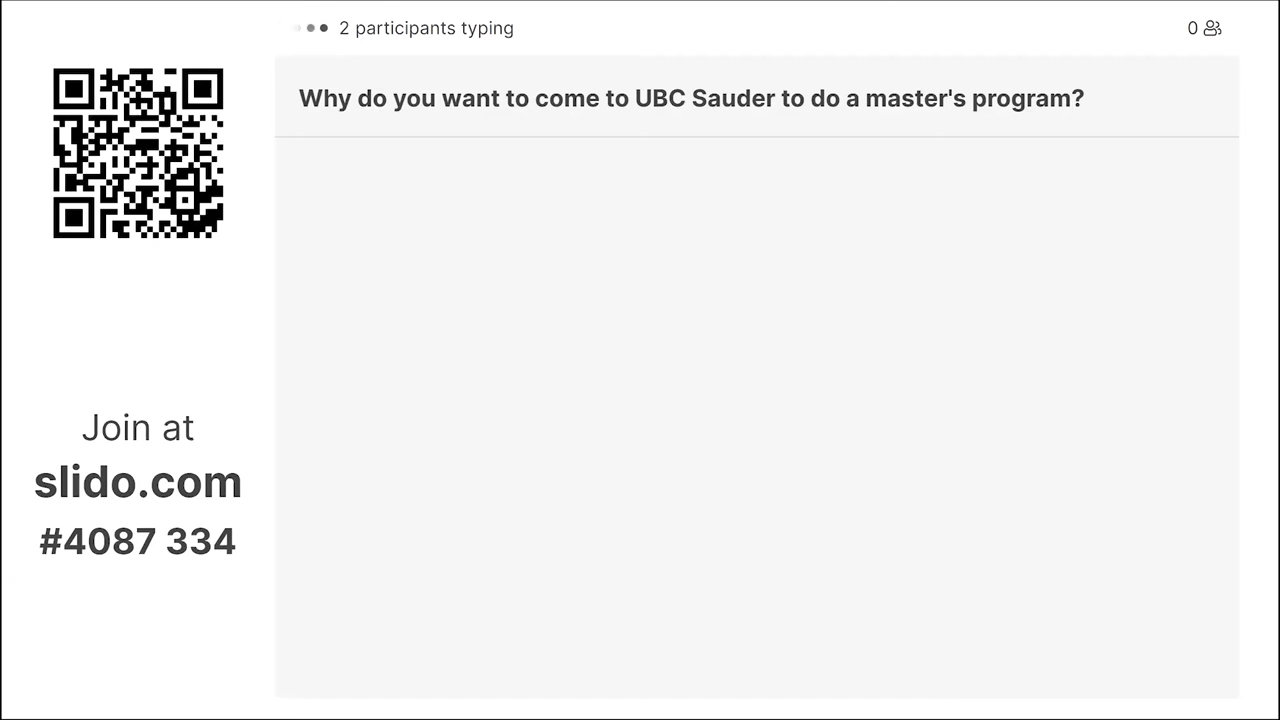 2 participants typing
0
Why do you want to come to UBC Sauder to do a master's program?
Join at
slido.com
#4087 334